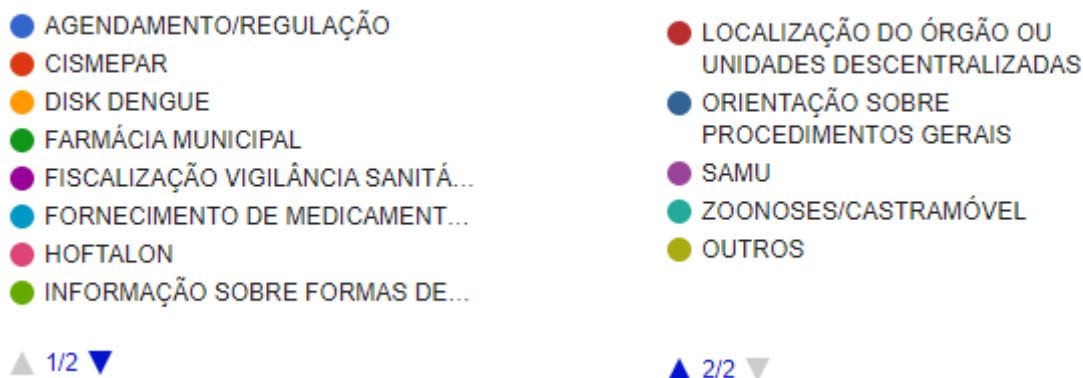 AGENDAMENTO/REGULAÇÃO
CISMEPAR
DISK DENGUE
FARMÁCIA MUNICIPAL
FISCALIZAÇÃO VIGILÂNCIA SANITÁ...
FORNECIMENTO DE MEDICAMENT...
HOFTALON
INFORMAÇÃO SOBRE FORMAS DE...
1/2
LOCALIZAÇÃO DO ÓRGÃO OU
UNIDADES DESCENTRALIZADAS
ORIENTAÇÃO SOBRE
PROCEDIMENTOS GERAIS
SAMU
ZOONOSES/CASTRAMÓVEL
OUTROS
2/2